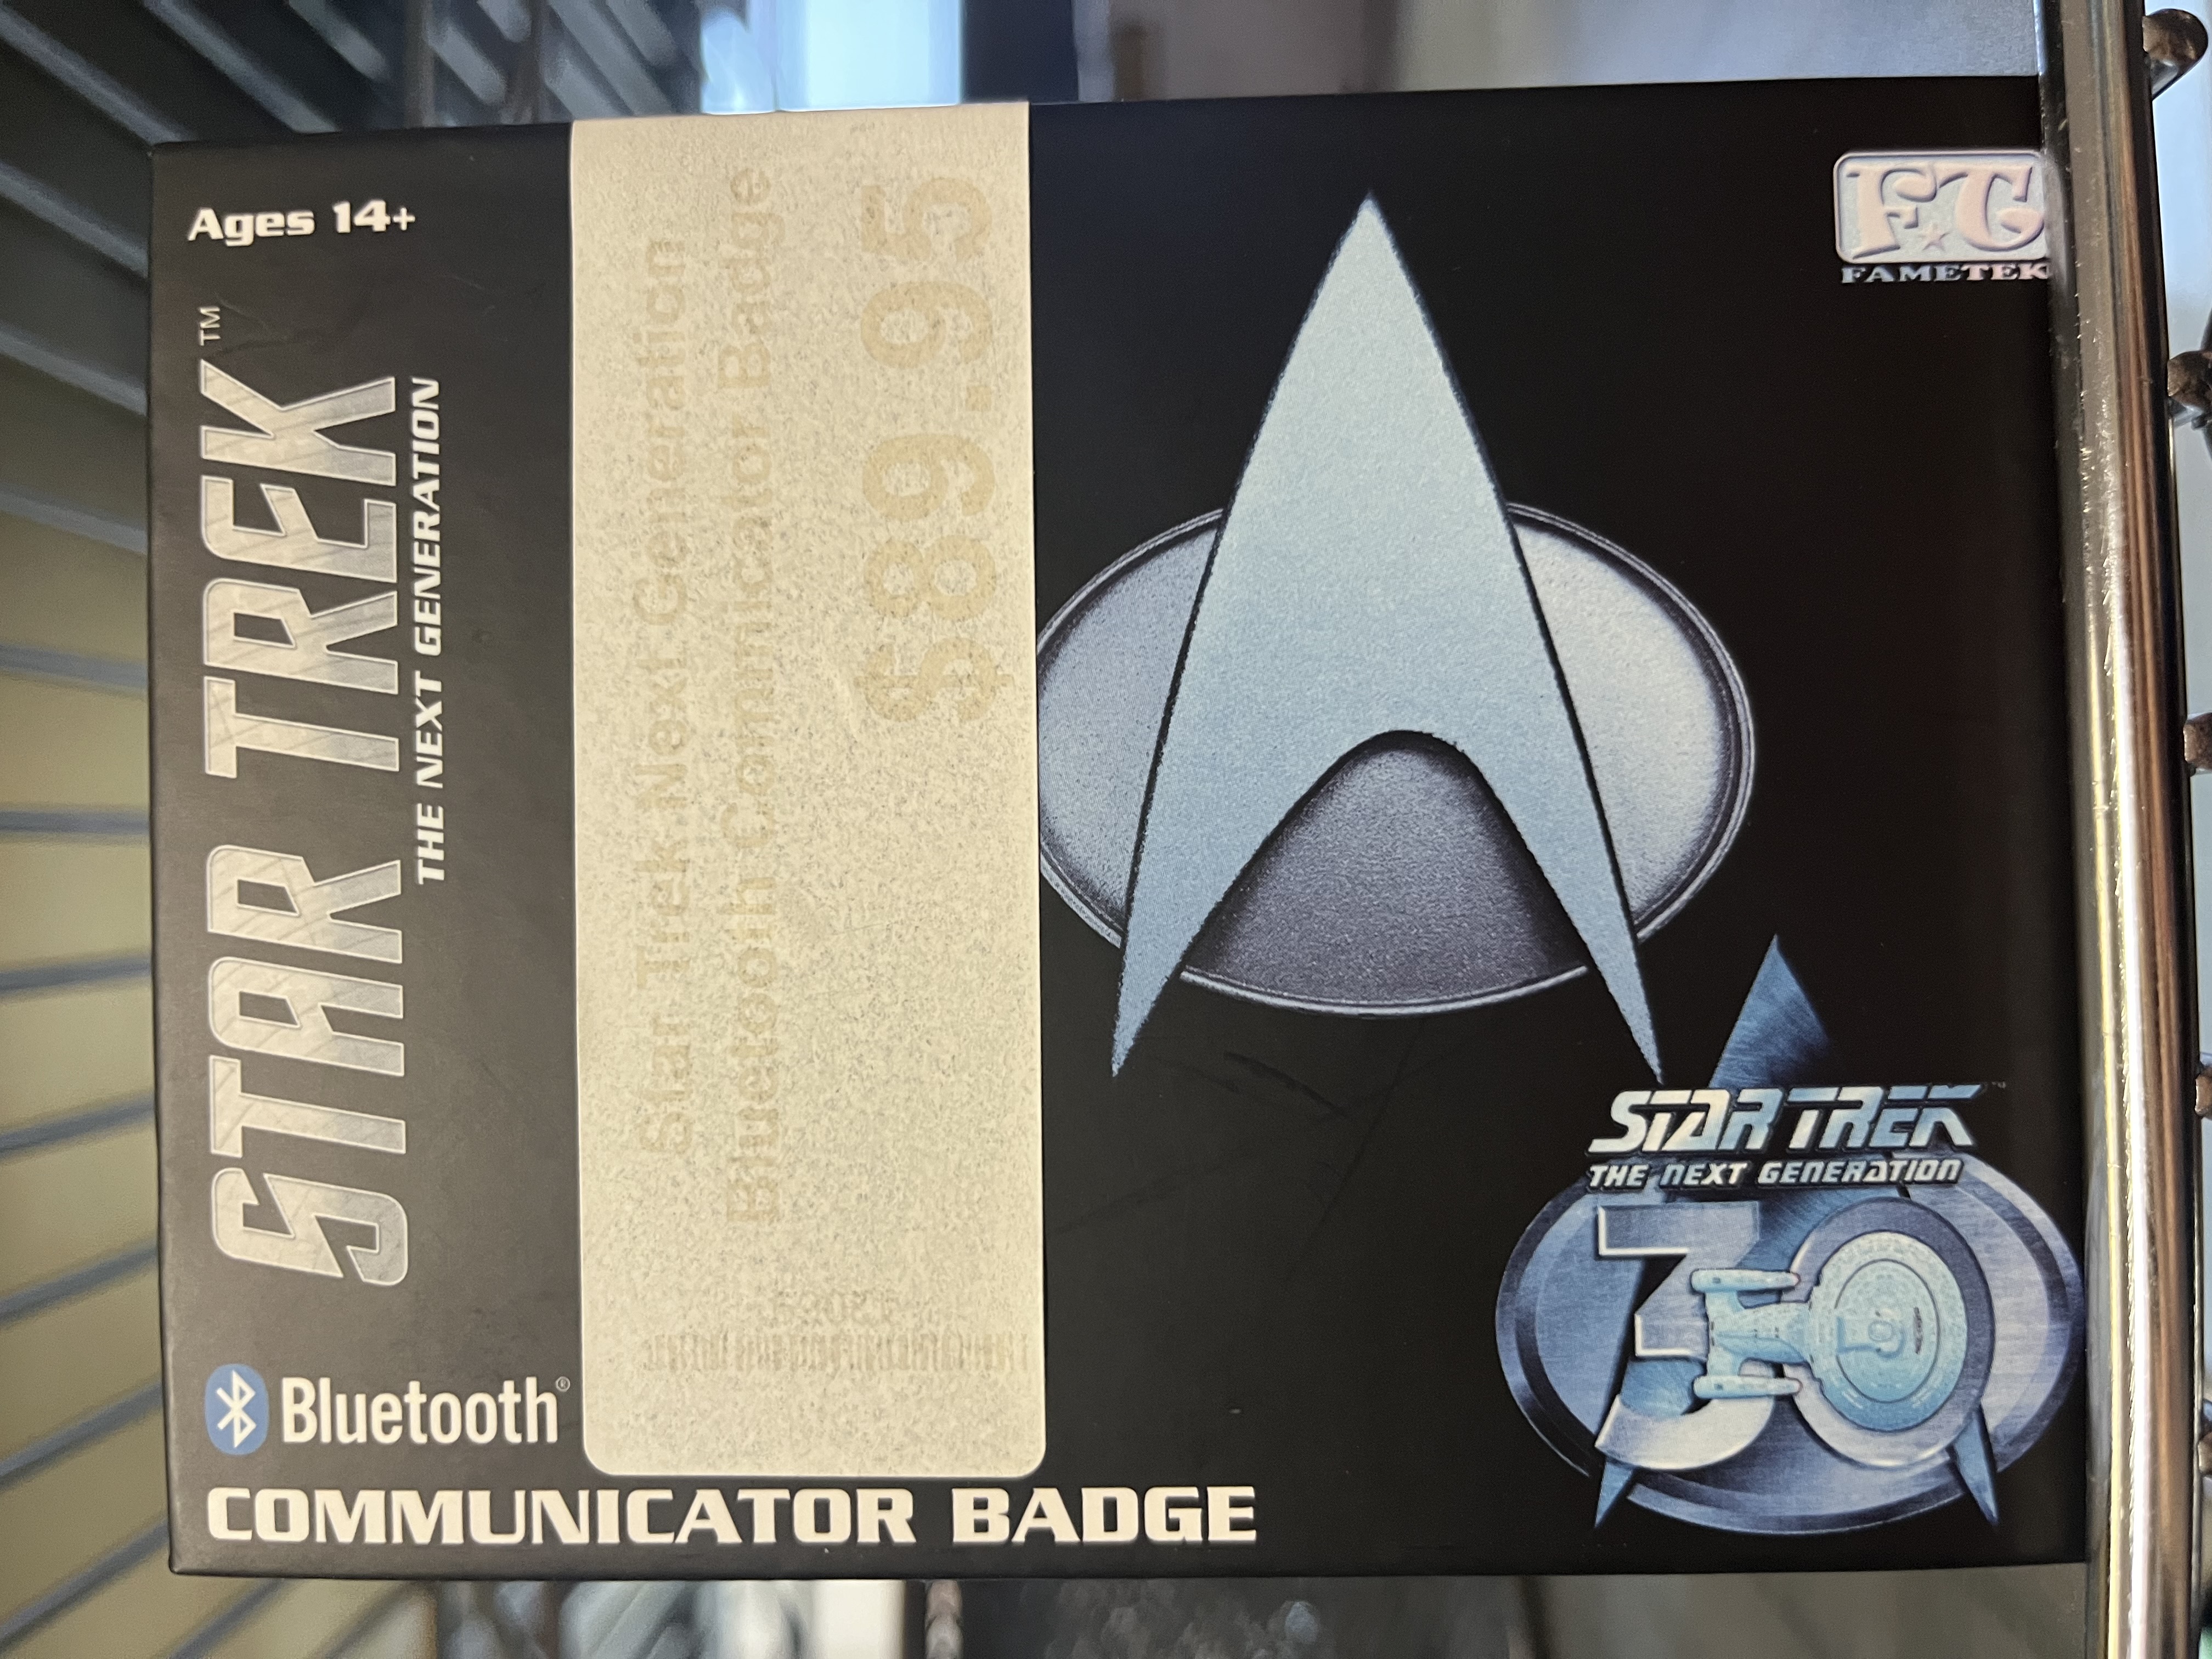 Ages 14+
STAR TREK™
THE NEXT GENERATION
Bluetooth®
COMMUNICATOR BADGE
Star Trek Next Generation
Bluetooth Communicator Badge
$89.95
FT
FAMETEK
STAR TREK
THE NEXT GENERATION
30